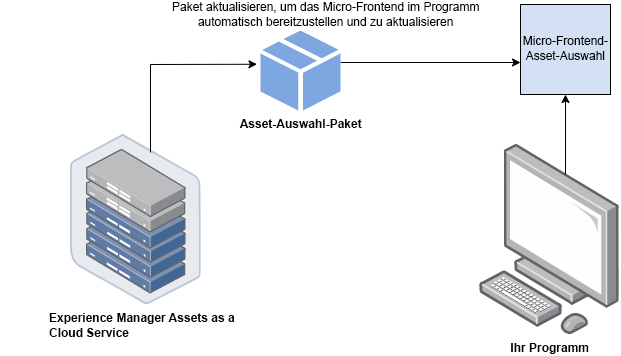 Paket aktualisieren, um das Micro-Frontend im Programm
automatisch bereitzustellen und zu aktualisieren
Micro-Frontend-
Asset-Auswahl
Asset-Auswahl-Paket
Experience Manager Assets as a
Cloud Service
Ihr Programm